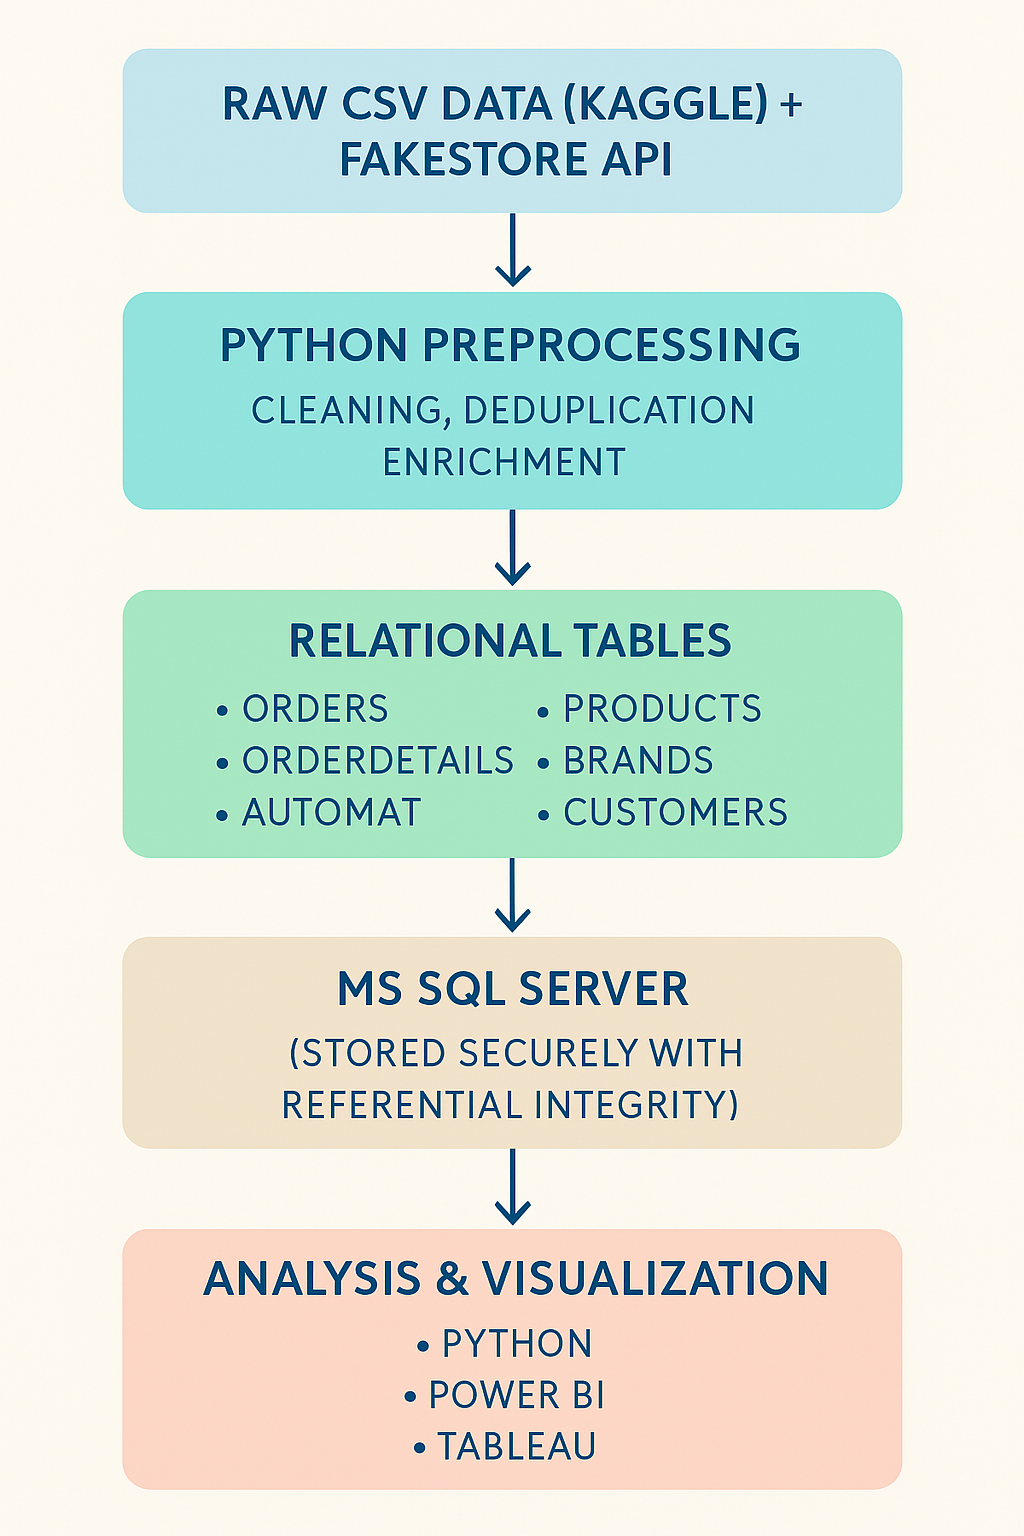 RAW CSV DATA (KAGGLE) +
FAKESTORE API
PYTHON PREPROCESSING
CLEANING, DEDUPLICATION
ENRICHMENT
RELATIONAL TABLES
• ORDERS
• ORDERDETAILS
• AUTOMAT
• PRODUCTS
• BRANDS
• CUSTOMERS
MS SQL SERVER
(STORED SECURELY WITH
REFERENTIAL INTEGRITY)
ANALYSIS & VISUALIZATION
• PYTHON
• POWER BI
• TABLEAU